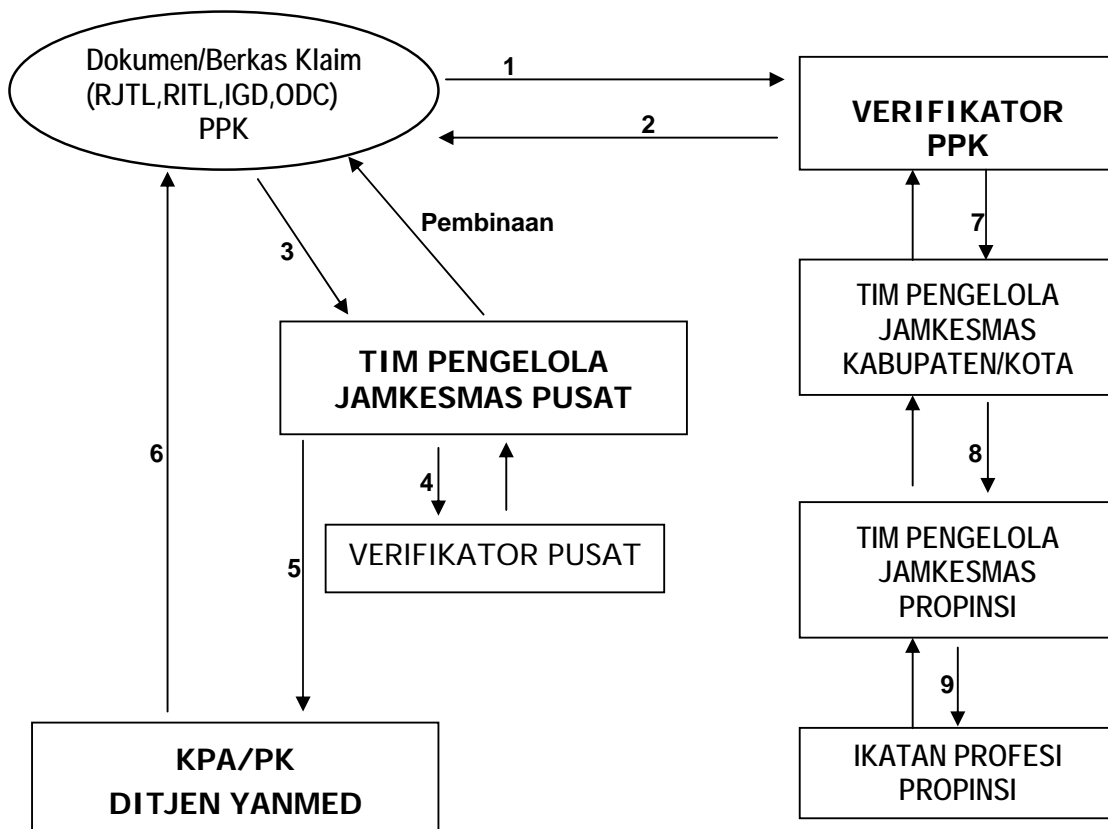 Dokumen/Berkas Klaim
(RJTL,RITL,IGD,ODC)
PPK
1
2
VERIFIKATOR
PPK
3
Pembinaan
7
TIM PENGELOLA
JAMKESMAS
KABUPATEN/KOTA
TIM PENGELOLA
JAMKESMAS PUSAT
6
4
8
5
VERIFIKATOR PUSAT
TIM PENGELOLA
JAMKESMAS
PROPINSI
9
KPA/PK
DITJEN YANMED
IKATAN PROFESI
PROPINSI